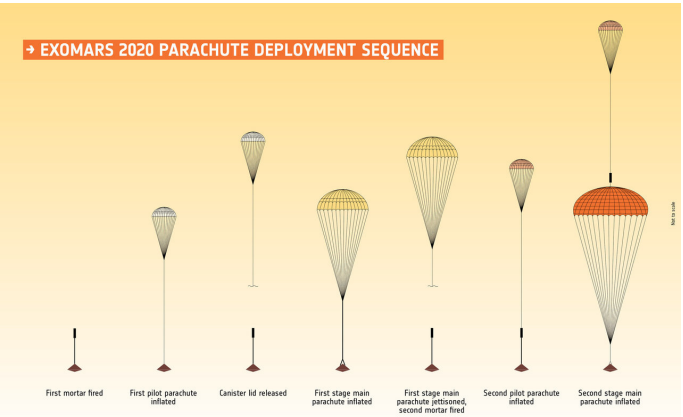 → EXOMARS 2020 PARACHUTE DEPLOYMENT SEQUENCE
Not to scale
First mortar fired
First pilot parachute
inflated
Canister lid released
First stage main
parachute inflated
First stage main
parachute jettisoned,
second mortar fired
Second pilot parachute
inflated
Second stage main
parachute inflated